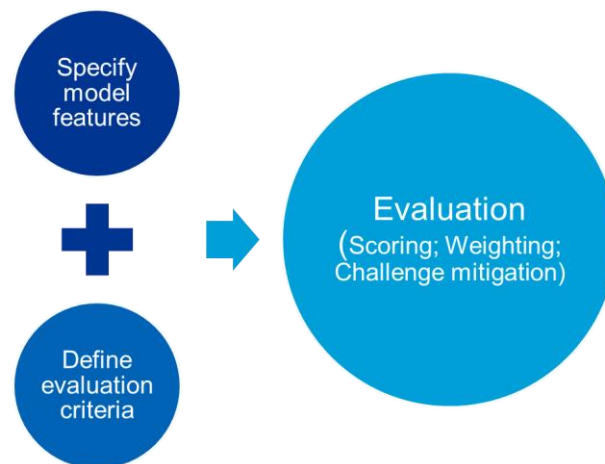 Specify
model
features
Define
evaluation
criteria
Evaluation
(Scoring; Weighting;
Challenge mitigation)